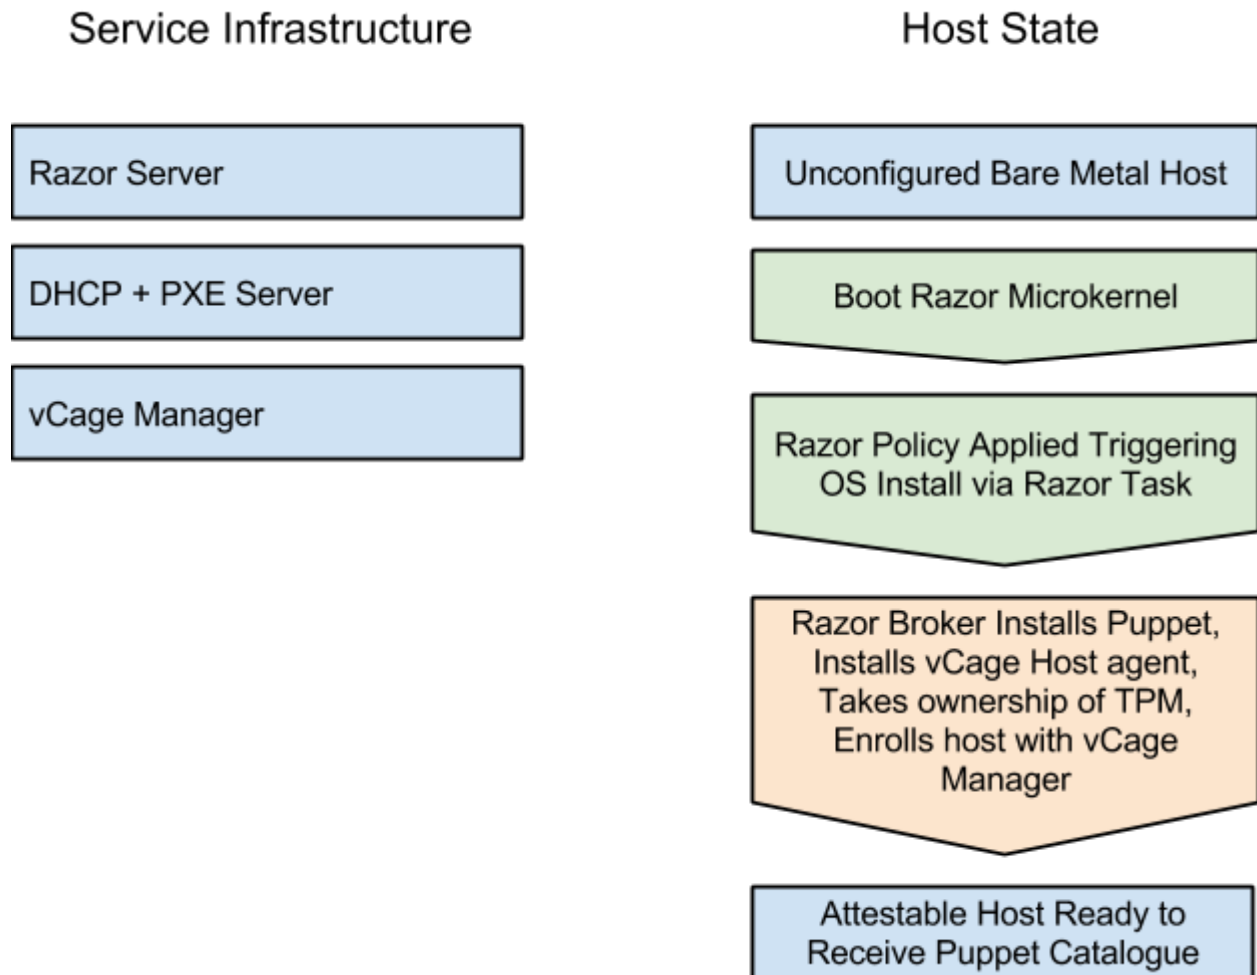 Service Infrastructure
Razor Server
DHCP + PXE Server
vCage Manager
Host State
Unconfigured Bare Metal Host
Boot Razor Microkernel
Razor Policy Applied Triggering
OS Install via Razor Task
Razor Broker Installs Puppet,
Installs vCage Host agent,
Takes ownership of TPM,
Enrolls host with vCage
Manager
Attestable Host Ready to
Receive Puppet Catalogue